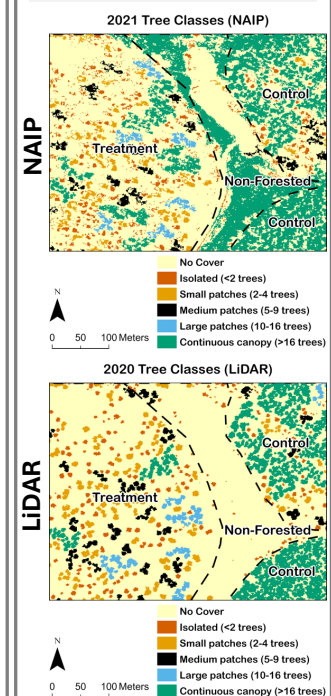 2021 Tree Classes (NAIP)
NAIP
Control
Treatment
Non-Forested
Control
No Cover
Isolated (<2 trees)
Small patches (2-4 trees)
Medium patches (5-9 trees)
Large patches (10-16 trees)
Continuous canopy (>16 trees)
N
0 50 100 Meters
2020 Tree Classes (LiDAR)
LiDAR
Control
Treatment
Non-Forested
Control
No Cover
Isolated (<2 trees)
Small patches (2-4 trees)
Medium patches (5-9 trees)
Large patches (10-16 trees)
Continuous canopy (>16 trees)
N
0 50 100 Meters